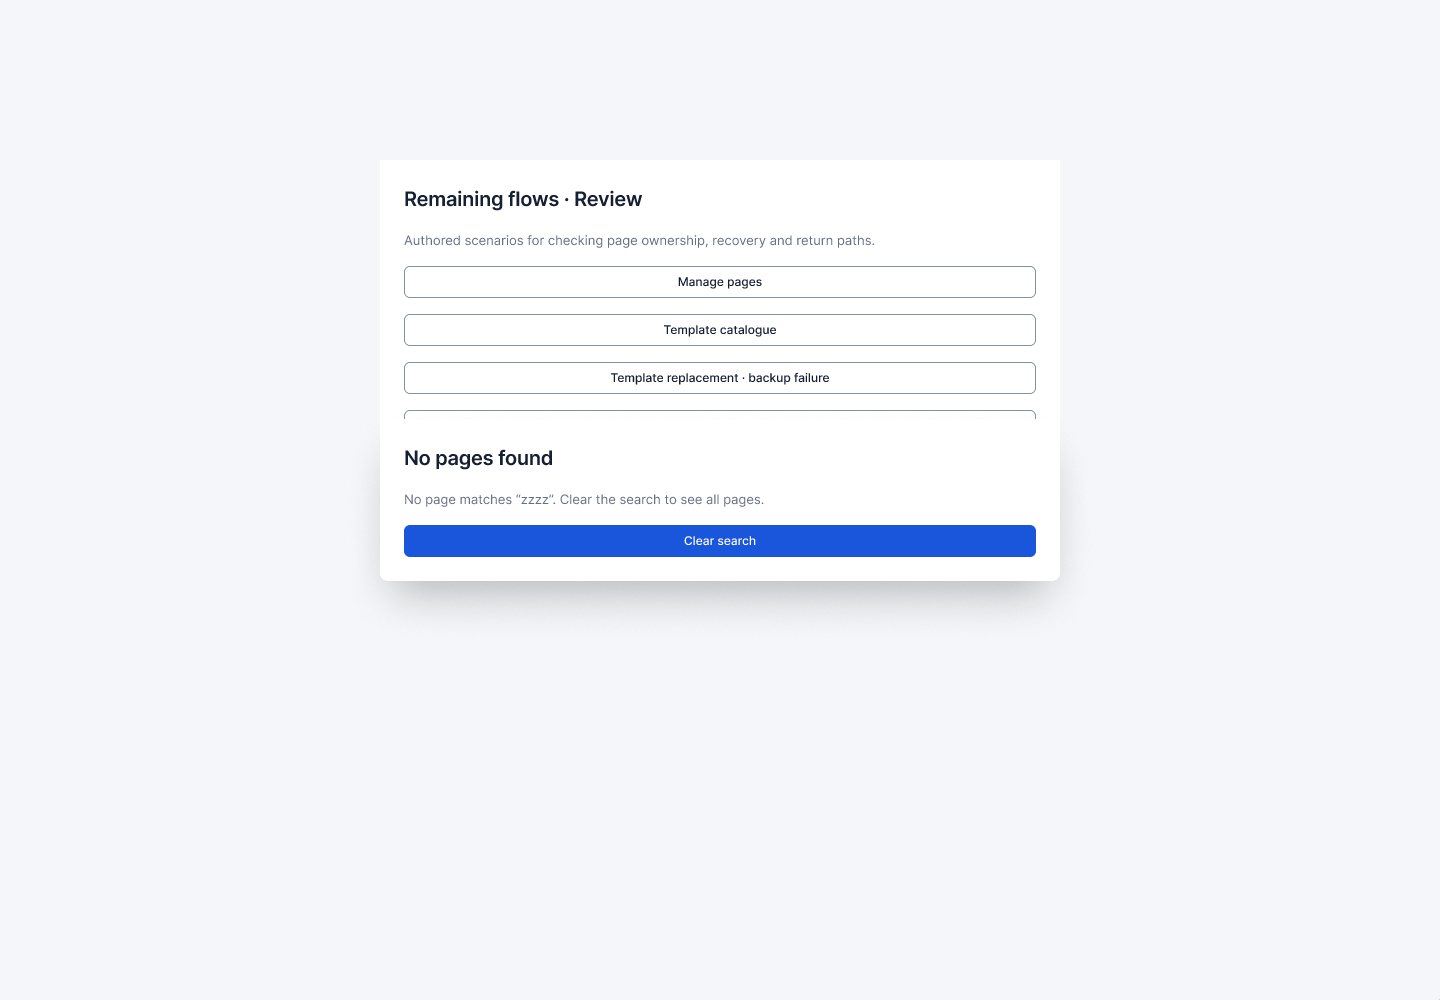 Remaining flows · Review
Authored scenarios for checking page ownership, recovery and return paths.
Manage pages
Template catalogue
Template replacement · backup failure
No pages found
No page matches “zzzz”. Clear the search to see all pages.
Clear search